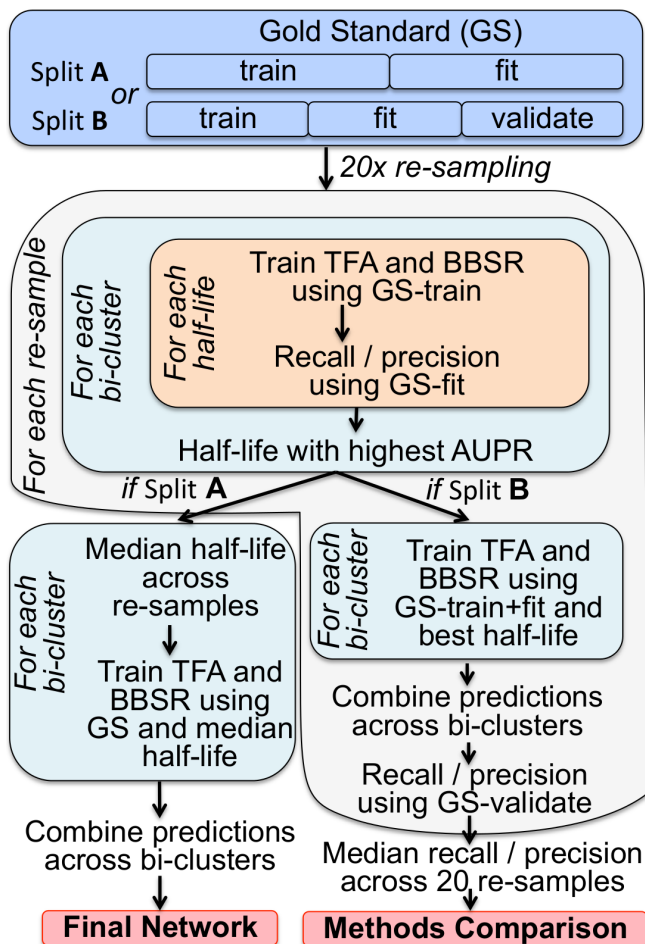 Gold Standard (GS)
Split A
train
fit
or
Split B
train
fit
validate
20x re-sampling
For each re-sample
For each
bi-cluster
For each
half-life
Train TFA and BBSR
using GS-train
Recall / precision
using GS-fit
Half-life with highest AUPR
if Split A
if Split B
For each
bi-cluster
Median half-life
across
re-samples
Train TFA and
BBSR using
GS and median
half-life
Combine predictions
across bi-clusters
Final Network
For each
bi-cluster
Train TFA and
BBSR using
GS-train+fit and
best half-life
Combine predictions
across bi-clusters
Recall / precision
using GS-validate
Median recall / precision
across 20 re-samples
Methods Comparison